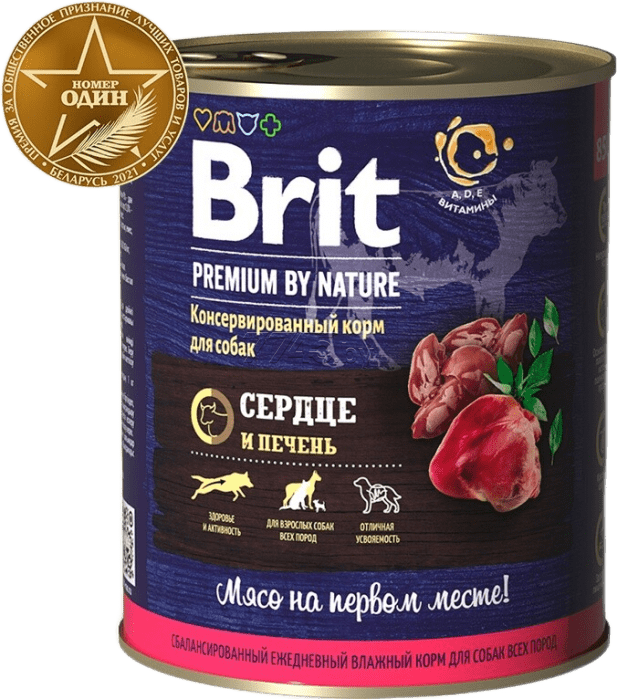 ПРЕМИЯ ЗА ОБЩЕСТВЕННОЕ ПРИЗНАНИЕ ЛУЧШИХ ТОВАРОВ И УСЛУГ
НОМЕР
ОДИН
БЕЛАРУСЬ 2021
A, D, E
ВИТАМИНЫ
Brit
PREMIUM BY NATURE
Консервированный корм
для собак
СЕРДЦЕ
И ПЕЧЕНЬ
ЗДОРОВЬЕ
И АКТИВНОСТЬ
ДЛЯ ВЗРОСЛЫХ СОБАК
ВСЕХ ПОРОД
ОТЛИЧНАЯ
УСВОЯЕМОСТЬ
Мясо на первом месте!
СБАЛАНСИРОВАННЫЙ ЕЖЕДНЕВНЫЙ ВЛАЖНЫЙ КОРМ ДЛЯ СОБАК ВСЕХ ПОРОД